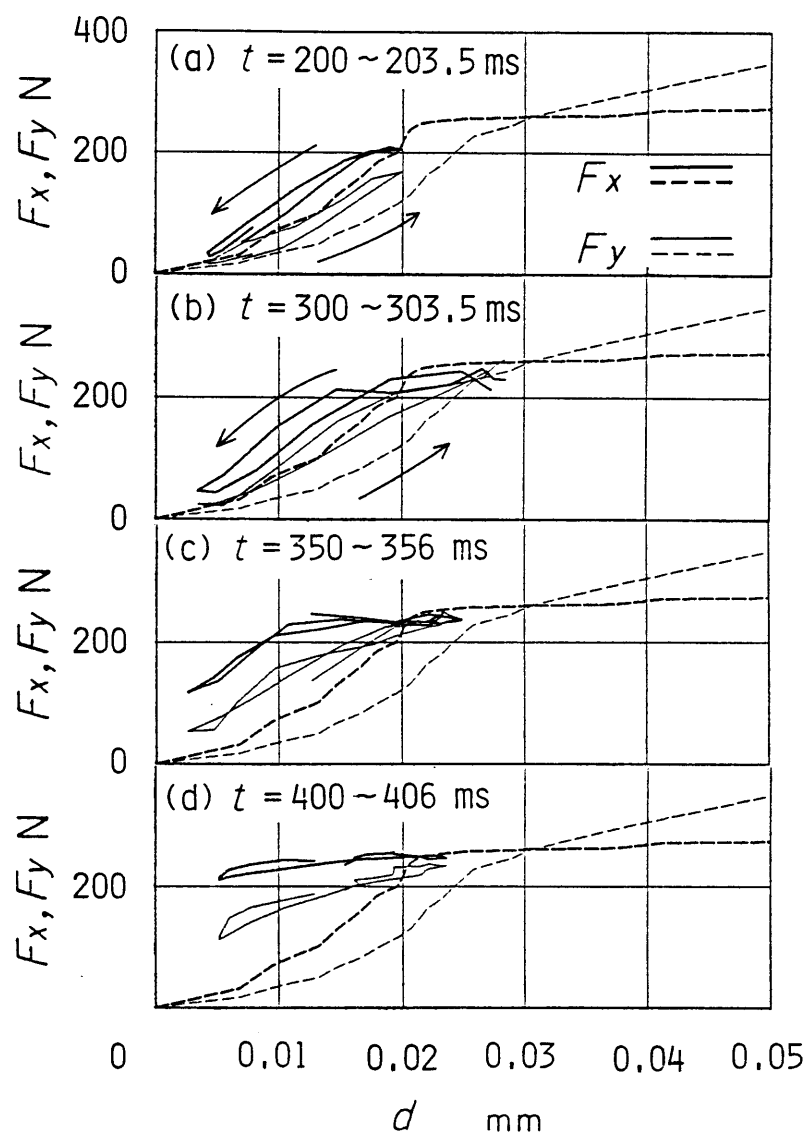 400
(a) t = 200 ~ 203.5 ms
Fx, Fy N
200
Fx
Fy
0
(b) t = 300 ~ 303.5 ms
Fx, Fy N
200
0
(c) t = 350 ~ 356 ms
Fx, Fy N
200
0
(d) t = 400 ~ 406 ms
Fx, Fy N
200
0 0.01 0.02 0.03 0.04 0.05
d mm